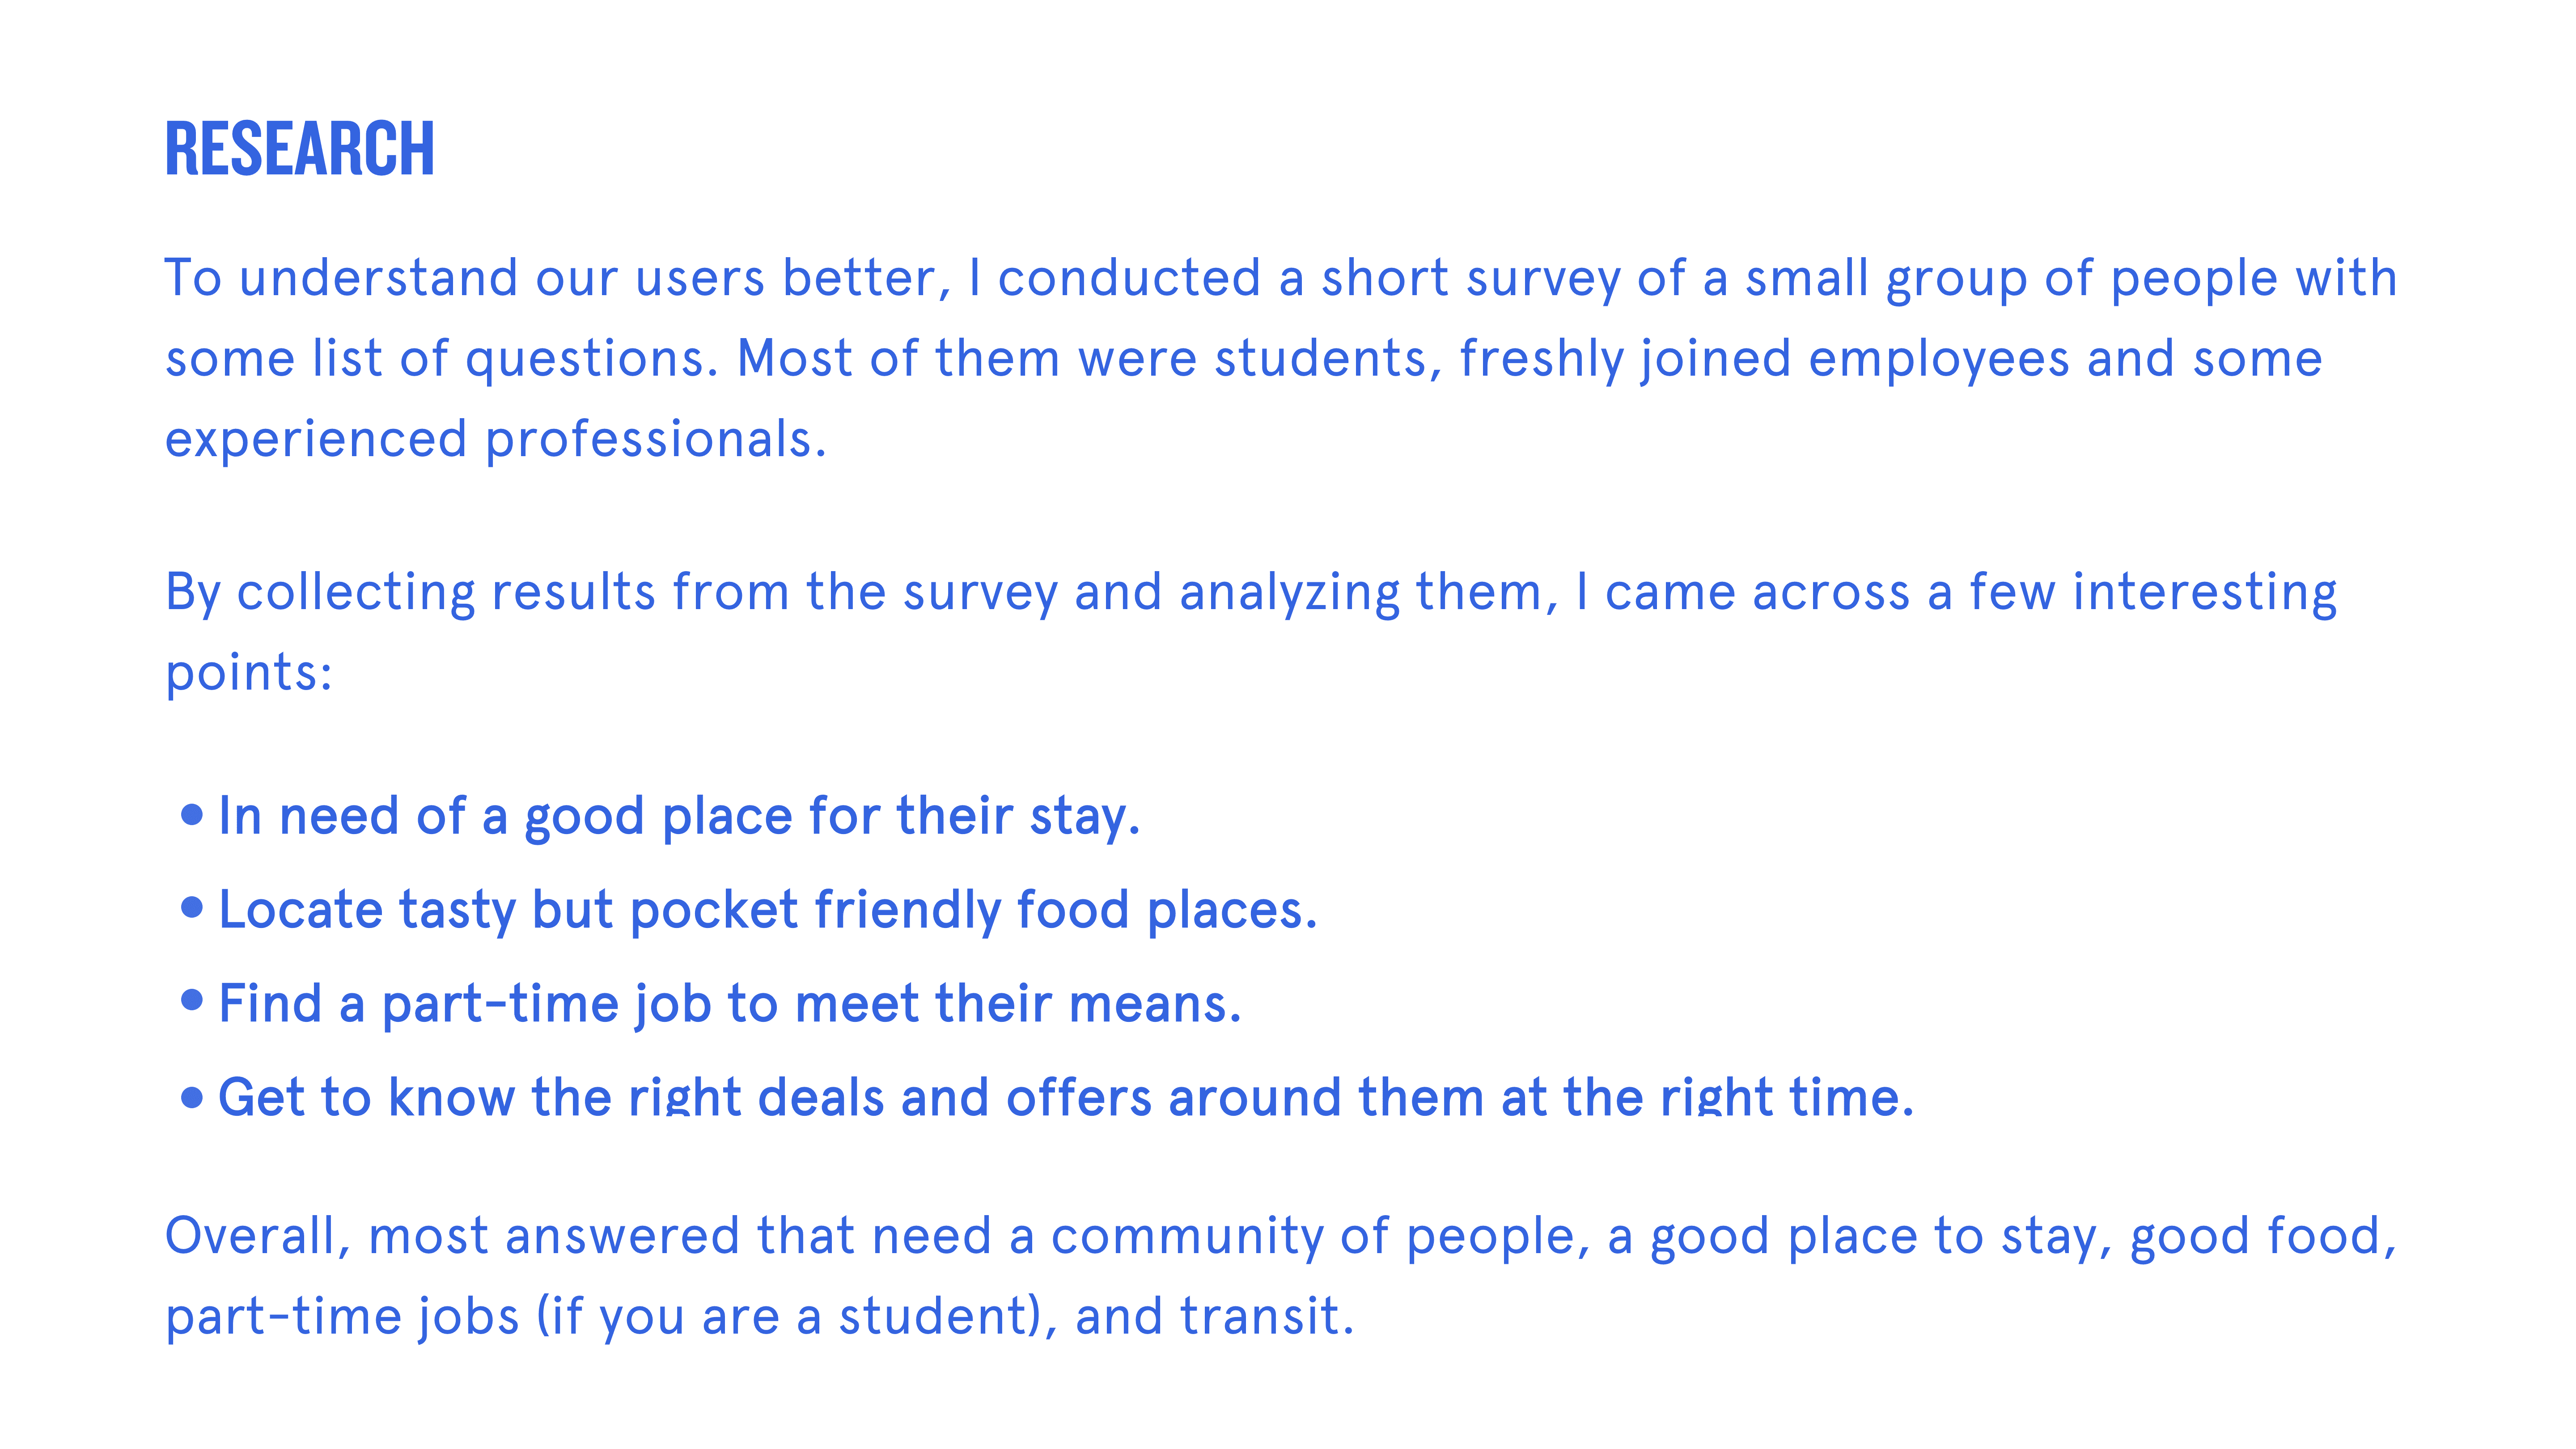 RESEARCH
To understand our users better, I conducted a short survey of a small group of people with
some list of questions. Most of them were students, freshly joined employees and some
experienced professionals.
By collecting results from the survey and analyzing them, I came across a few interesting
points:
• In need of a good place for their stay.
• Locate tasty but pocket friendly food places.
• Find a part-time job to meet their means.
• Get to know the right deals and offers around them at the right time.
Overall, most answered that need a community of people, a good place to stay, good food,
part-time jobs (if you are a student), and transit.